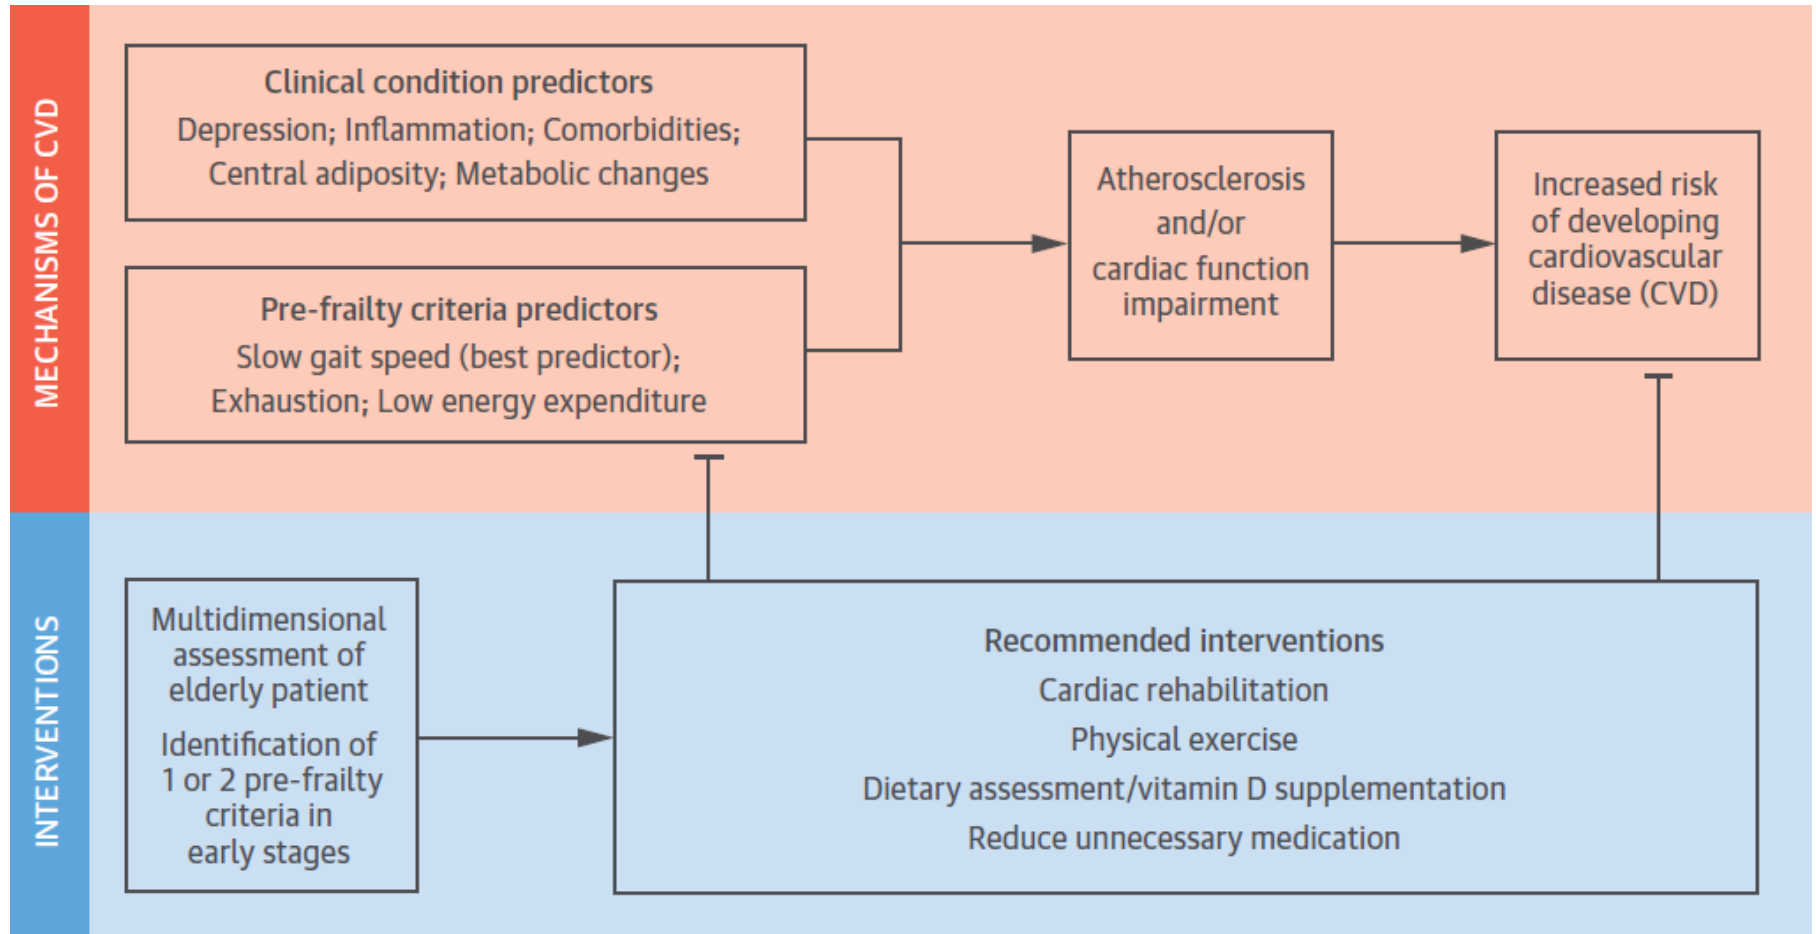 MECHANISMS OF CVD
Clinical condition predictors
Depression; Inflammation; Comorbidities;
Central adiposity; Metabolic changes
Pre-frailty criteria predictors
Slow gait speed (best predictor);
Exhaustion; Low energy expenditure
Atherosclerosis
and/or
cardiac function
impairment
Increased risk
of developing
cardiovascular
disease (CVD)
INTERVENTIONS
Multidimensional
assessment of
elderly patient
Identification of
1 or 2 pre-frailty
criteria in
early stages
Recommended interventions
Cardiac rehabilitation
Physical exercise
Dietary assessment/vitamin D supplementation
Reduce unnecessary medication